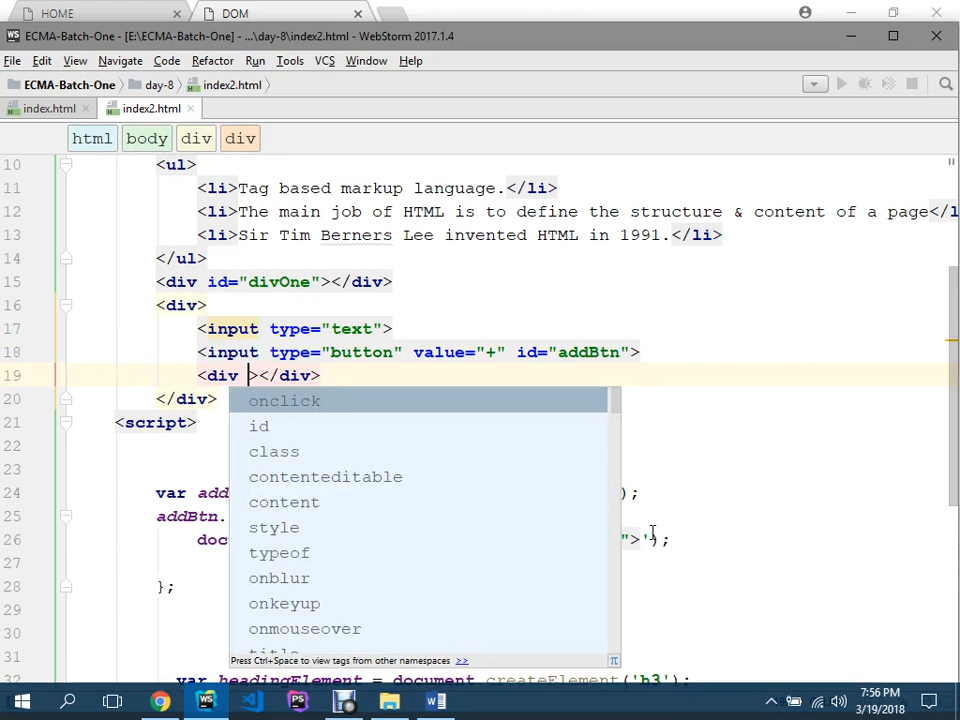 HOME
DOM
ECMA-Batch-One - [E:\ECMA-Batch-One] - ...\day-8\index2.html - WebStorm 2017.1.4
File Edit View Navigate Code Refactor Run Tools VCS Window Help
ECMA-Batch-One day-8 index2.html
index.html index2.html
html body div div
10 <ul>
11 <li>Tag based markup language.</li>
12 <li>The main job of HTML is to define the structure & content of a page</l
13 <li>Sir Tim Berners Lee invented HTML in 1991.</li>
14 </ul>
15 <div id="divOne"></div>
16 <div>
17 <input type="text">
18 <input type="button" value="+" id="addBtn">
19 <div ></div>
20 </div>
21 <script>
22
23
24 var add );
25 addBtn.
26 doc ">');
27
28 };
29
30
31
32 var headingElement = document.createElement('h3');
onclick
id
class
contenteditable
content
style
typeof
onblur
onkeyup
onmouseover
title
Press Ctrl+Space to view tags from other namespaces >> π
7:56 PM
3/19/2018